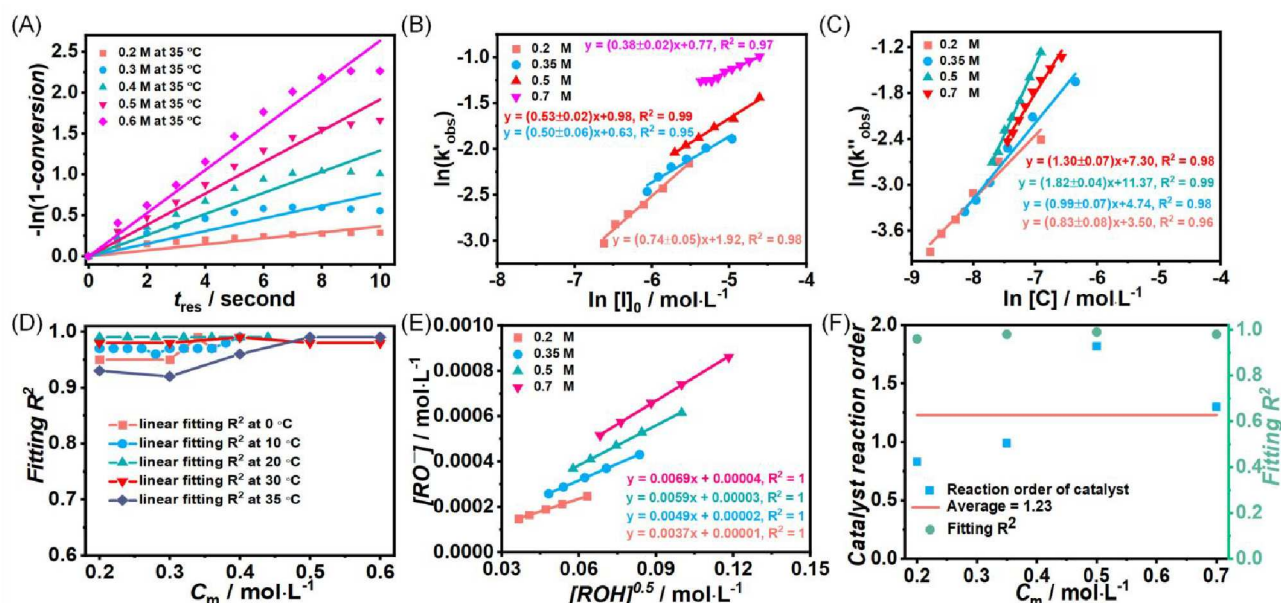 (A)
0.2 M at 35 °C
0.3 M at 35 °C
0.4 M at 35 °C
0.5 M at 35 °C
0.6 M at 35 °C
-ln(1-conversion)
2.5
2.0
1.5
1.0
0.5
0.0
0 2 4 6 8 10
t_res / second
(B)
0.2 M
0.35 M
0.5 M
0.7 M
y = (0.38±0.02)x+0.77, R² = 0.97
y = (0.53±0.02)x+0.98, R² = 0.99
y = (0.50±0.06)x+0.63, R² = 0.95
y = (0.74±0.05)x+1.92, R² = 0.98
ln(k'obs)
-0.5
-1.0
-1.5
-2.0
-2.5
-3.0
-7 -6 -5 -4
ln [I]₀ / mol·L⁻¹
(C)
0.2 M
0.35 M
0.5 M
0.7 M
y = (1.30±0.07)x+7.30, R² = 0.98
y = (1.82±0.04)x+11.37, R² = 0.99
y = (0.99±0.07)x+4.74, R² = 0.98
y = (0.83±0.08)x+3.50, R² = 0.96
ln(k''obs)
-1.2
-1.8
-2.4
-3.0
-3.6
-9 -8 -7 -6 -5
ln [C] / mol·L⁻¹
(D)
linear fitting R² at 0 °C
linear fitting R² at 10 °C
linear fitting R² at 20 °C
linear fitting R² at 30 °C
linear fitting R² at 35 °C
Fitting R²
1.0
0.9
0.8
0.7
0.6
0.2 0.3 0.4 0.5 0.6
Cm / mol·L⁻¹
(E)
0.2 M
0.35 M
0.5 M
0.7 M
y = 0.0069x + 0.00004, R² = 1
y = 0.0059x + 0.00003, R² = 1
y = 0.0049x + 0.00002, R² = 1
y = 0.0037x + 0.00001, R² = 1
[RO⁻] / mol·L⁻¹
0.0010
0.0008
0.0006
0.0004
0.0002
0.0000
0.00 0.03 0.06 0.09 0.12 0.15
[ROH]^0.5 / mol·L⁻¹
(F)
Reaction order of catalyst
Average = 1.23
Fitting R²
Catalyst reaction order
2.0
1.5
1.0
0.5
0.0
0.2 0.3 0.4 0.5 0.6 0.7
Cm / mol·L⁻¹
1.0
0.8
0.6
0.4
0.2
0.0
Fitting R²